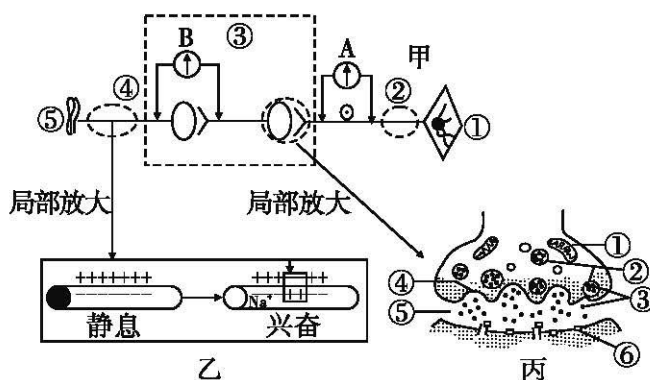 B ③ A 甲
④ ②
⑤ ①
局部放大 局部放大
++++++++ ++++++++
-------- Na⁺ ------ ++ ------
静息 兴奋
乙
①
②
④ ③
⑤
⑥
丙